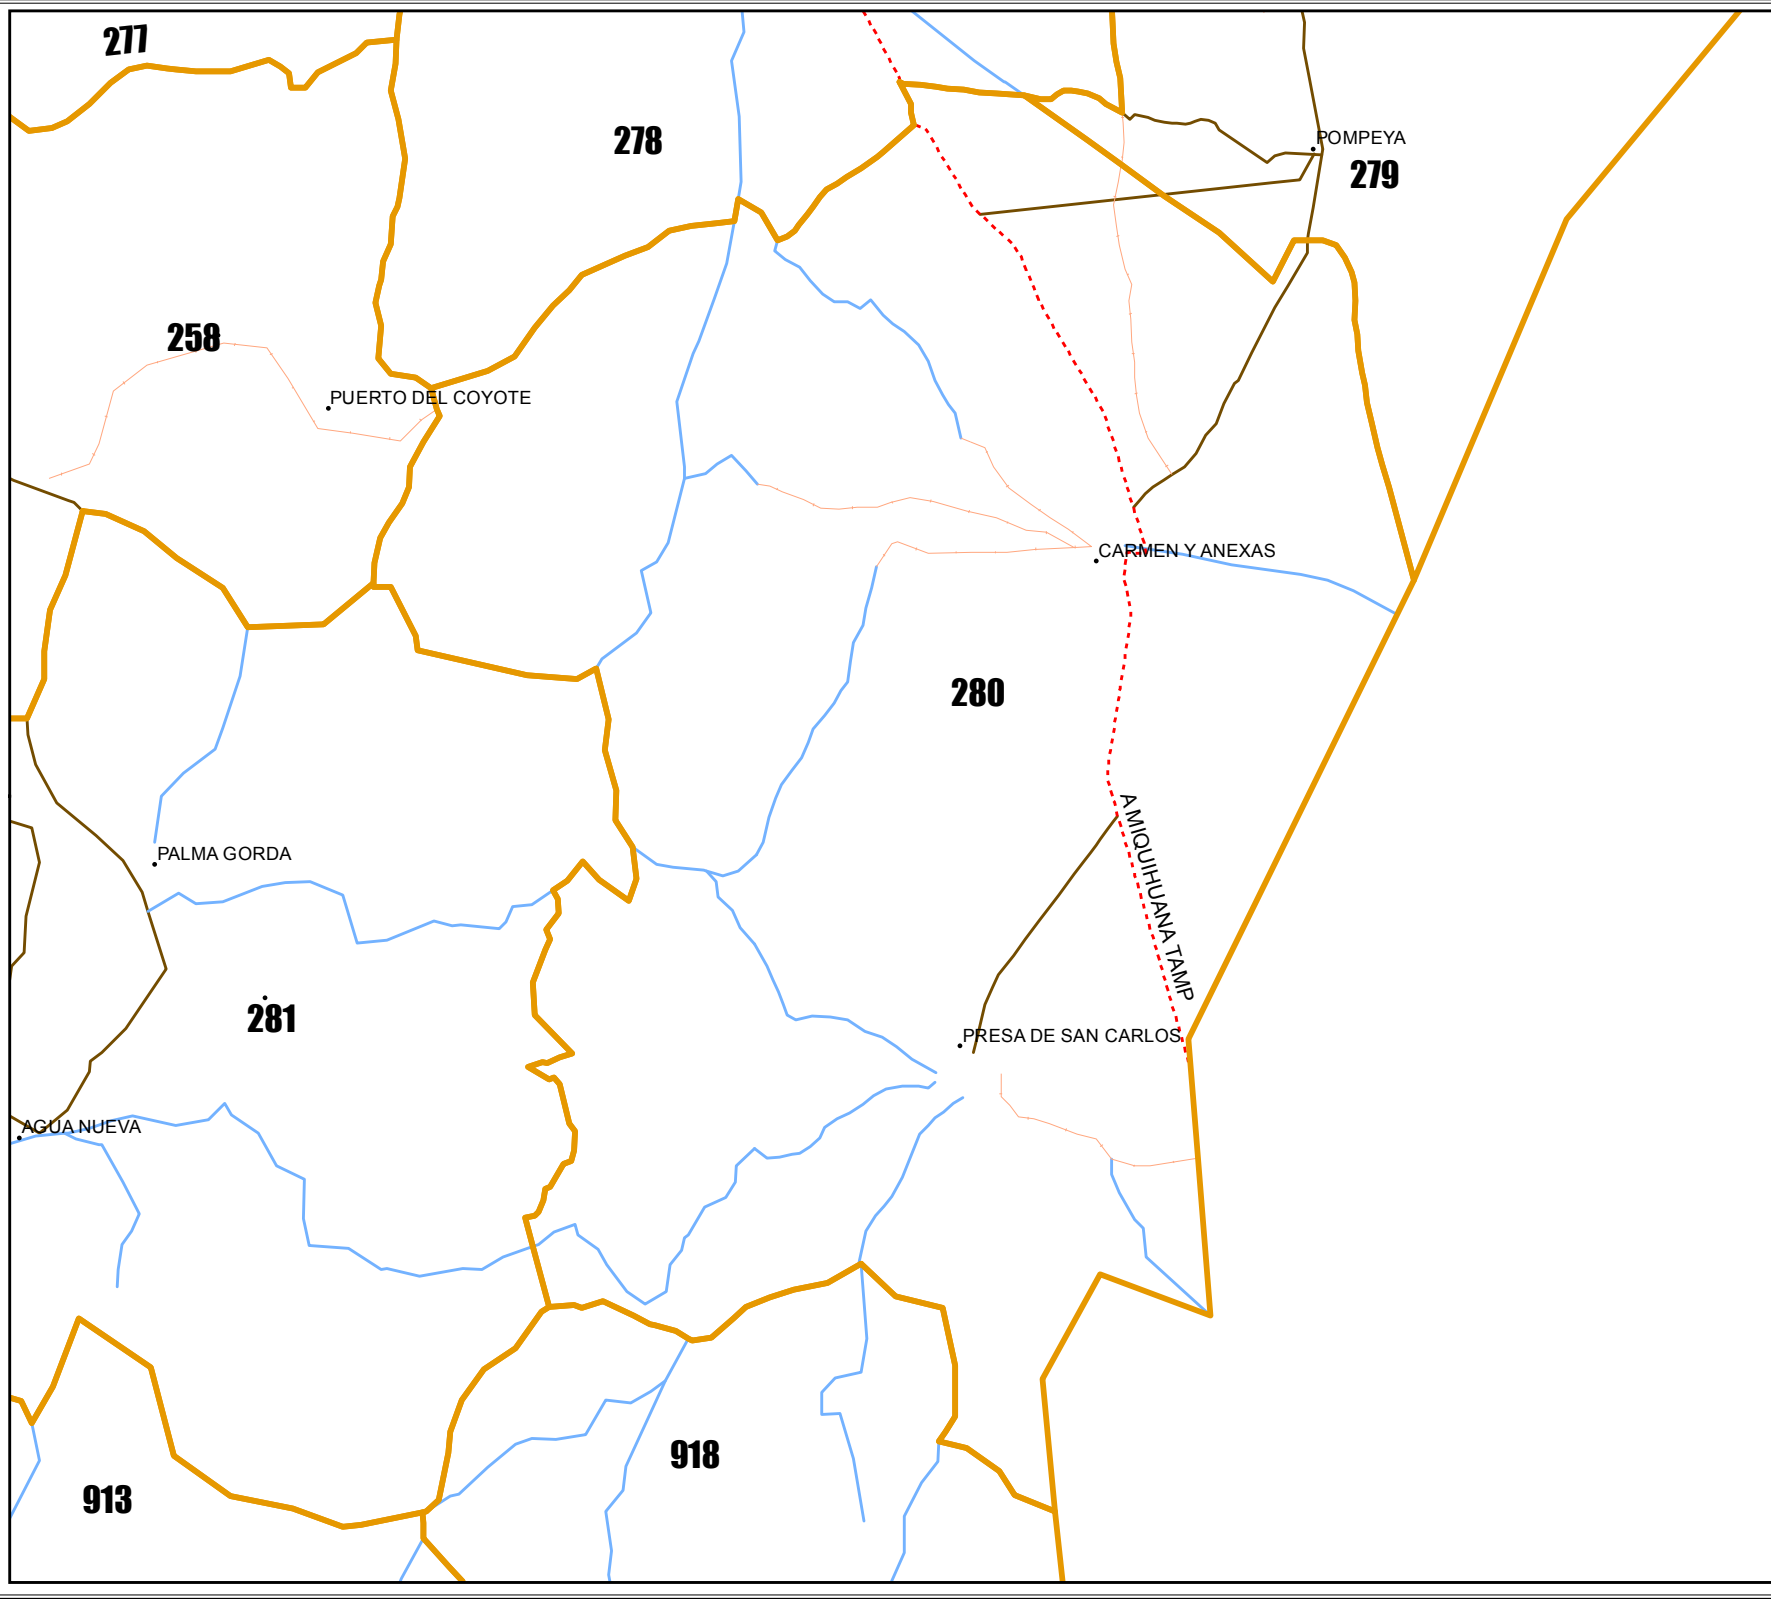 277
278
POMPEYA
279
258
PUERTO DEL COYOTE
CARMEN Y ANEXAS
280
A MIQUIHUANA TAMP
PALMA GORDA
281
PRESA DE SAN CARLOS
AGUA NUEVA
918
913